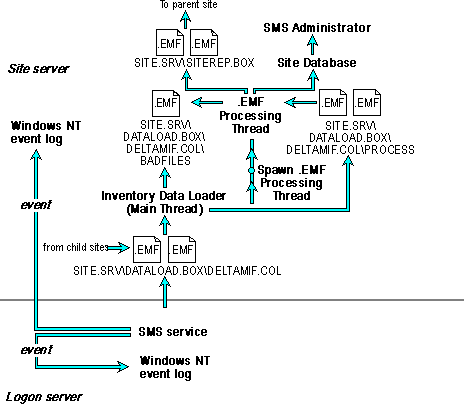 To parent site
.EMF .EMF
SITE.SRV\SITEREP.BOX
SMS Administrator
Site Database
Site server
.EMF
.EMF
Processing
Thread
.EMF .EMF
SITE.SRV\
DATALOAD.BOX\
DELTAMIF.COL\
BADFILES
SITE.SRV\
DATALOAD.BOX\
DELTAMIF.COL\PROCESS
Windows NT
event log
Spawn .EMF
Processing
Thread
event
Inventory Data Loader
(Main Thread)
from child sites
.EMF .EMF
SITE.SRV\DATALOAD.BOX\DELTAMIF.COL
SMS service
event
Windows NT
event log
Logon server